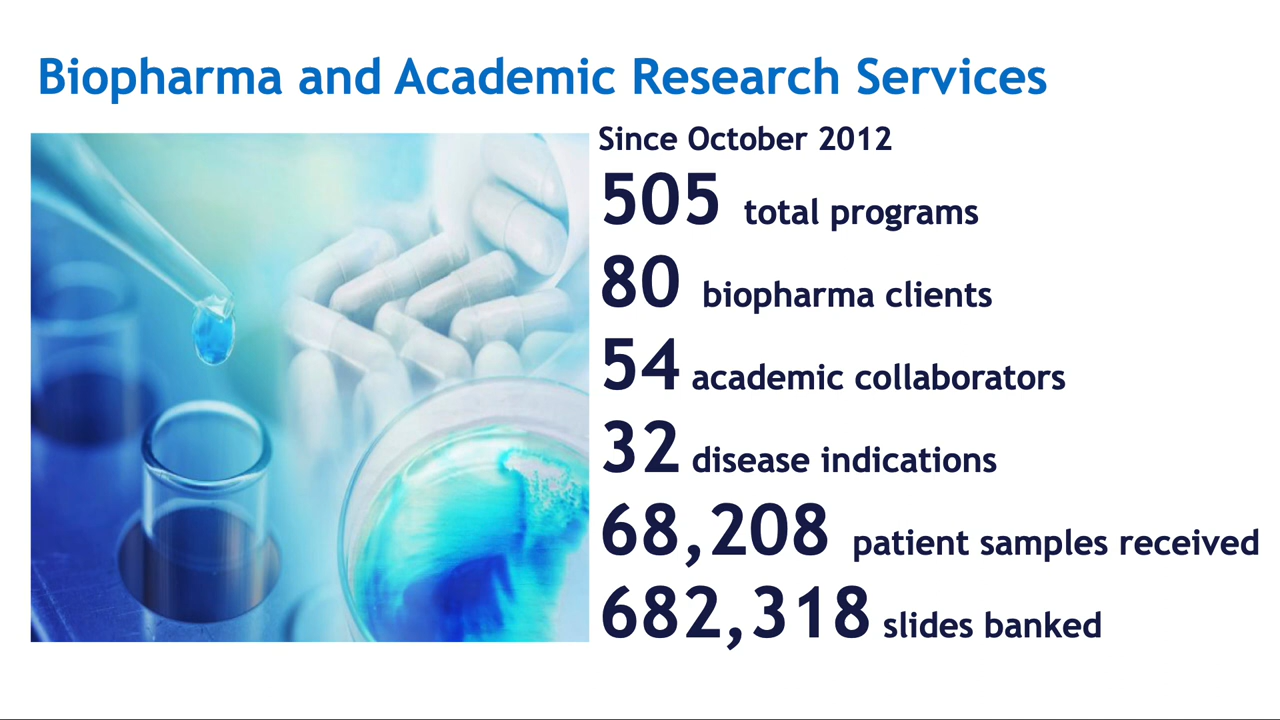 Biopharma and Academic Research Services
Since October 2012
505 total programs
80 biopharma clients
54 academic collaborators
32 disease indications
68,208 patient samples received
682,318 slides banked